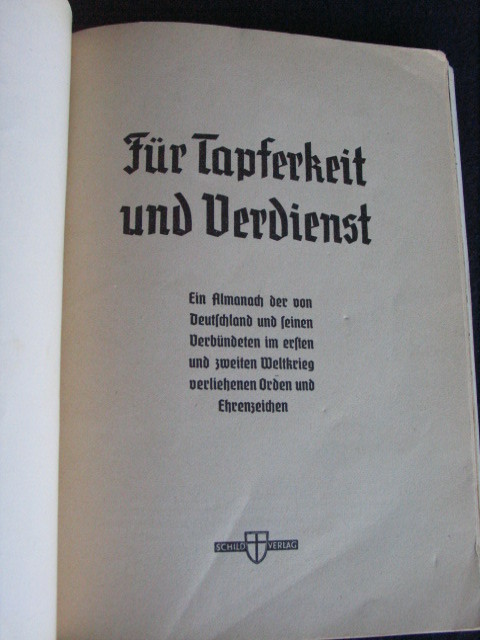 Für Tapferkeit
und Verdienst
Ein Almanach der von
Deutſchland und ſeinen
Verbündeten im erſten
und zweiten Weltkrieg
verliehenen Orden und
Ehrenzeichen
SCHILD VERLAG